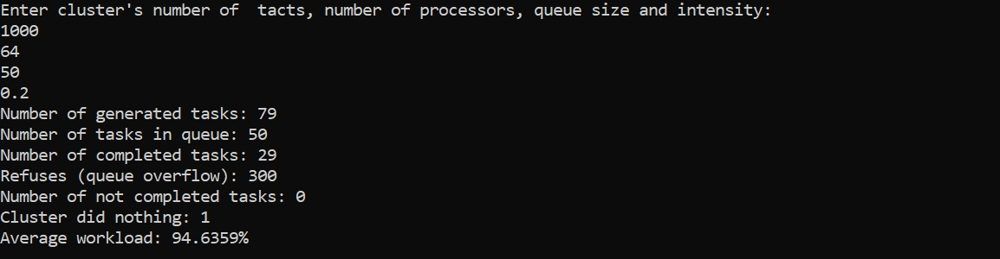 Enter cluster's number of  tacts, number of processors, queue size and intensity:
1000
64
50
0.2
Number of generated tasks: 79
Number of tasks in queue: 50
Number of completed tasks: 29
Refuses (queue overflow): 300
Number of not completed tasks: 0
Cluster did nothing: 1
Average workload: 94.6359%